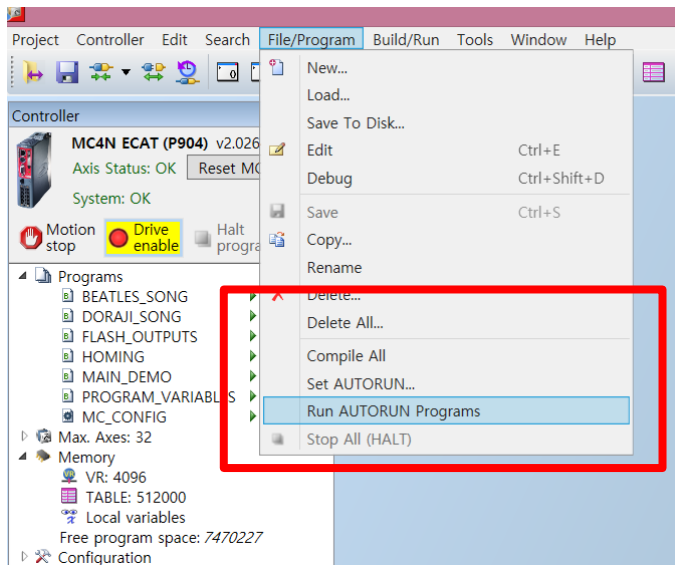 Project Controller Edit Search File/Program Build/Run Tools Window Help
New...
Load...
Save To Disk...
Edit Ctrl+E
Debug Ctrl+Shift+D
Save Ctrl+S
Copy...
Rename
Delete...
Delete All...
Compile All
Set AUTORUN...
Run AUTORUN Programs
Stop All (HALT)
Controller
MC4N ECAT (P904) v2.026
Axis Status: OK Reset MC
System: OK
Motion stop
Drive enable
Halt progra
Programs
BEATLES_SONG
DORAJI_SONG
FLASH_OUTPUTS
HOMING
MAIN_DEMO
PROGRAM_VARIABLES
MC_CONFIG
Max. Axes: 32
Memory
VR: 4096
TABLE: 512000
Local variables
Free program space: 7470227
Configuration